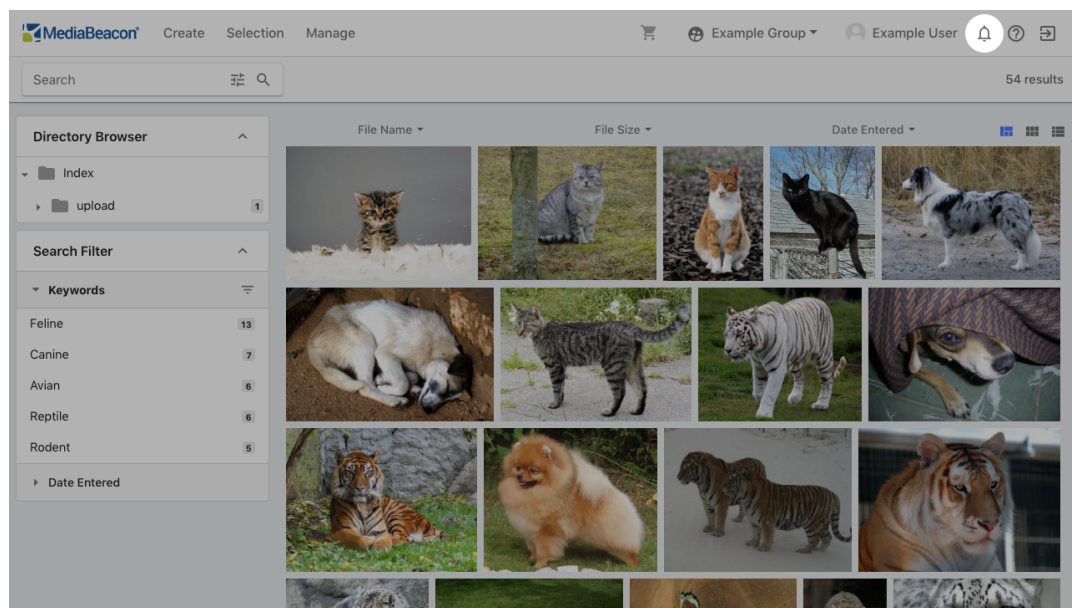 MediaBeacon Create Selection Manage Example Group Example User
Search 54 results
File Name File Size Date Entered
Directory Browser
Index
upload 1
Search Filter
Keywords
Feline 13
Canine 7
Avian 6
Reptile 6
Rodent 5
Date Entered